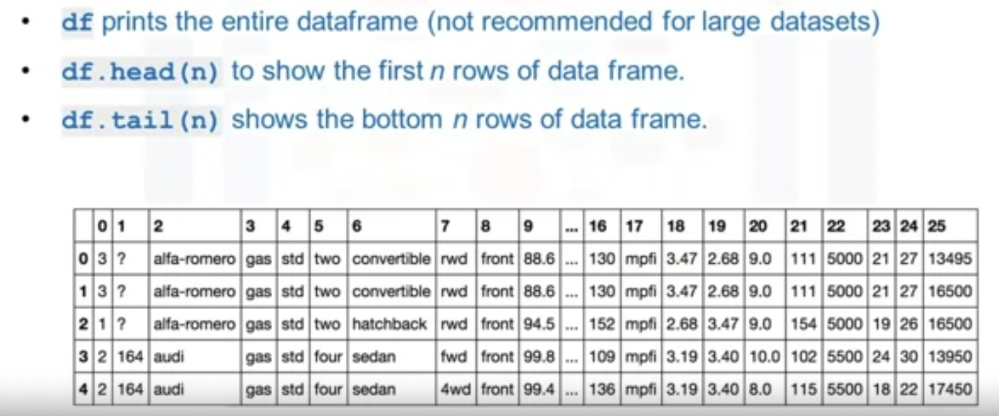 • df prints the entire dataframe (not recommended for large datasets)
• df.head(n) to show the first n rows of data frame.
• df.tail(n) shows the bottom n rows of data frame.
0 1 2 3 4 5 6 7 8 9 ... 16 17 18 19 20 21 22 23 24 25
0 3 ? alfa-romero gas std two convertible rwd front 88.6 ... 130 mpfi 3.47 2.68 9.0 111 5000 21 27 13495
1 3 ? alfa-romero gas std two convertible rwd front 88.6 ... 130 mpfi 3.47 2.68 9.0 111 5000 21 27 16500
2 1 ? alfa-romero gas std two hatchback rwd front 94.5 ... 152 mpfi 2.68 3.47 9.0 154 5000 19 26 16500
3 2 164 audi gas std four sedan fwd front 99.8 ... 109 mpfi 3.19 3.40 10.0 102 5500 24 30 13950
4 2 164 audi gas std four sedan 4wd front 99.4 ... 136 mpfi 3.19 3.40 8.0 115 5500 18 22 17450